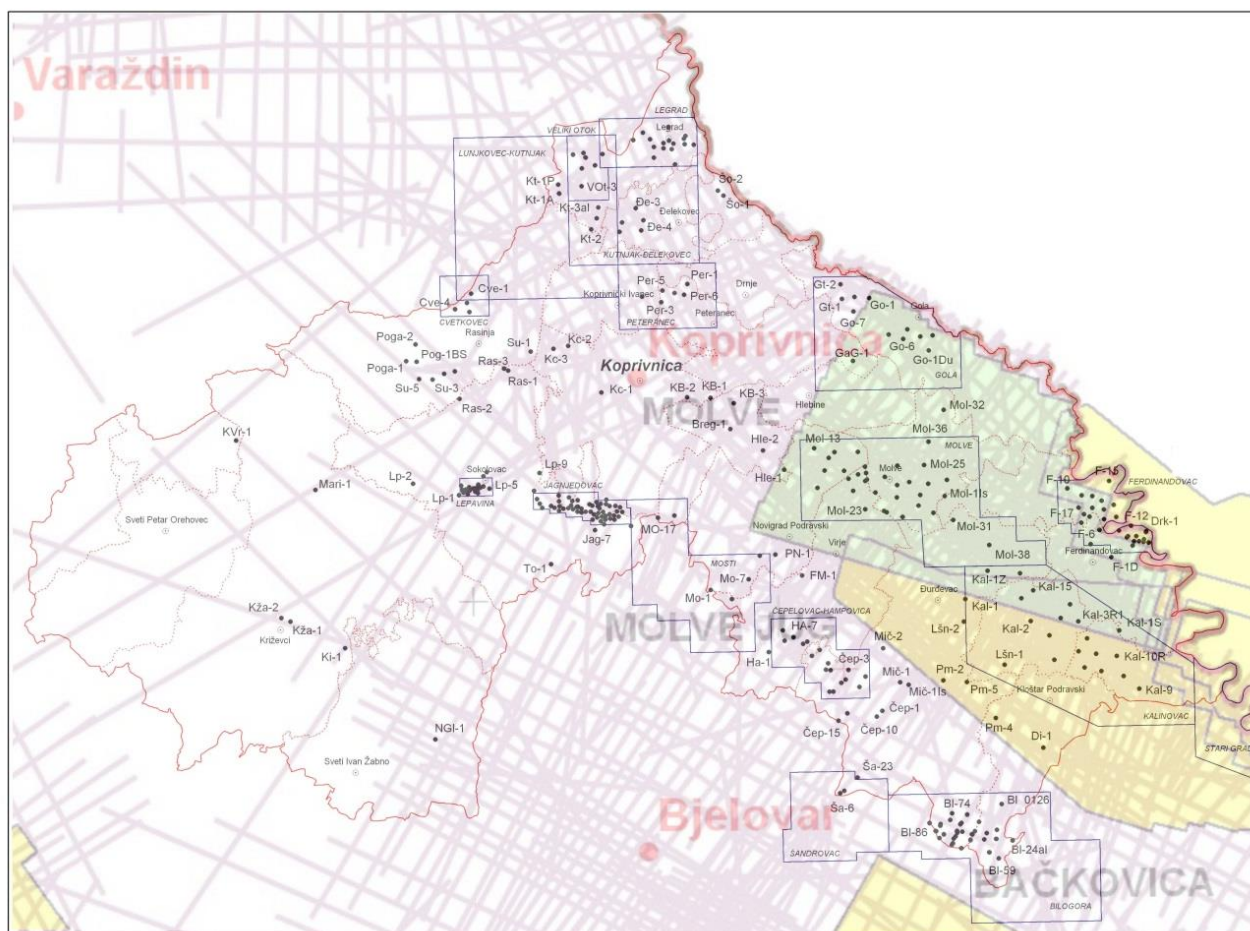 Varaždin
LEGRAD
Legrad
VELIKI OTOK
LUNJKOVEC-KUTNJAK
Kt-1P
VOt-3
Šo-2
Kt-1A
Šo-1
Kt-3al
Đe-3
Đelekovec
Đe-4
Kt-2
KUTNJAK-ĐELEKOVEC
Per-1
Per-5
Gt-2
Cve-1
Koprivnički Ivanec
Per-6
Drnje
Cve-4
Per-3
Gt-1
Go-1
Gola
CVETKOVEC
PETERANEC
Peteranec
Go-7
Rasinja
Poga-2
Su-1
Kc-2
Koprivnica
Go-6
Kc-3
GaG-1
Go-1Du
Poga-1
Pog-1BS
Ras-3
Koprivnica
GOLA
Su-5
Su-3
Ras-1
Kc-1
KB-2
KB-1
KB-3
Hlebine
Mol-32
Ras-2
MOLVE
Breg-1
Mol-36
KVr-1
Hle-2
Mol-13
MOLVE
Lp-9
Hle-1
Molve
Mol-25
F-15
Sokolovac
Lp-2
Mari-1
Lp-5
JAGNJEDOVAC
F-19
FERDINANDOVAC
Lp-1
LEPAVINA
Mol-1Is
MO-17
Mol-23
F-17
F-12
Sveti Petar Orehovec
Jag-7
Novigrad Podravski
Mol-31
F-6
Drk-1
Virje
Mol-38
Ferdinandovac
To-1
MOSTI
PN-1
F-1D
Mo-7
FM-1
Kal-1Z
Mo-1
Đurđevac
Kal-15
Kža-2
ČEPELOVAC-HAMPOVICA
Kal-1
Kal-3R1
Kža-1
MOLVE
HA-7
Lšn-2
Kal-2
Kal-1S
Križevci
Mič-2
Ki-1
Ha-1
Čep-3
Lšn-1
Kal-10R
Mič-1
Pm-2
Mič-1Is
Pm-5
Kloštar Podravski
Kal-9
Čep-1
KALINOVAC
NGI-1
Čep-15
Čep-10
Pm-4
Di-1
STARI GRAD
Sveti Ivan Žabno
Ša-23
Ša-6
Bl-74
Bl_0126
Bjelovar
Bl-86
ŠANDROVAC
Bl-24al
Bl-59
BAČKOVICA
BILOGORA